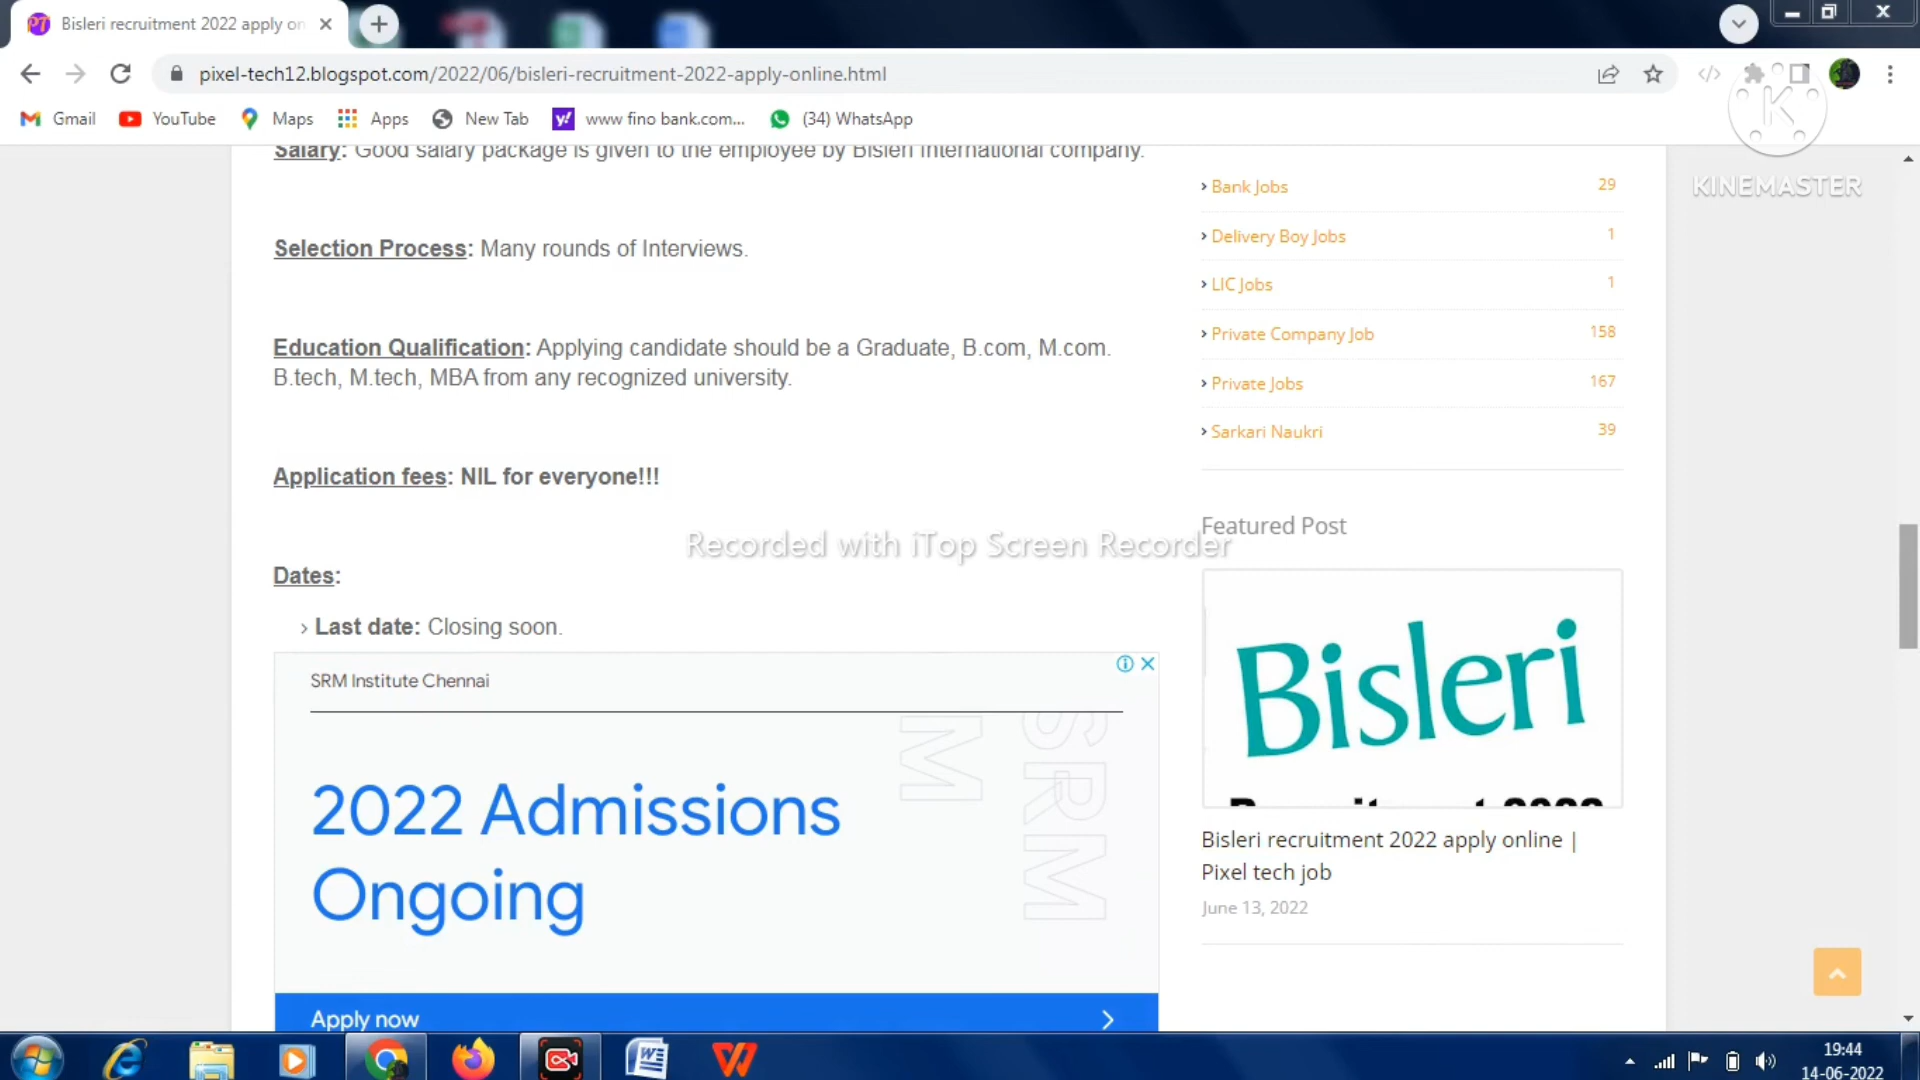 Bisleri recruitment 2022 apply on
pixel-tech12.blogspot.com/2022/06/bisleri-recruitment-2022-apply-online.html
Gmail YouTube Maps Apps New Tab www fino bank.com... (34) WhatsApp
K
KINEMASTER
Salary: Good salary package is given to the employee by Bisleri International company.
Selection Process: Many rounds of Interviews.
Education Qualification: Applying candidate should be a Graduate, B.com, M.com.
B.tech, M.tech, MBA from any recognized university.
Application fees: NIL for everyone!!!
Recorded with iTop Screen Recorder
Dates:
Last date: Closing soon.
SRM Institute Chennai
SRM
M
2022 Admissions
Ongoing
Apply now
Bank Jobs 29
Delivery Boy Jobs 1
LIC Jobs 1
Private Company Job 158
Private Jobs 167
Sarkari Naukri 39
Featured Post
Bisleri
Recruitment 2022
Bisleri recruitment 2022 apply online |
Pixel tech job
June 13, 2022
19:44
14-06-2022